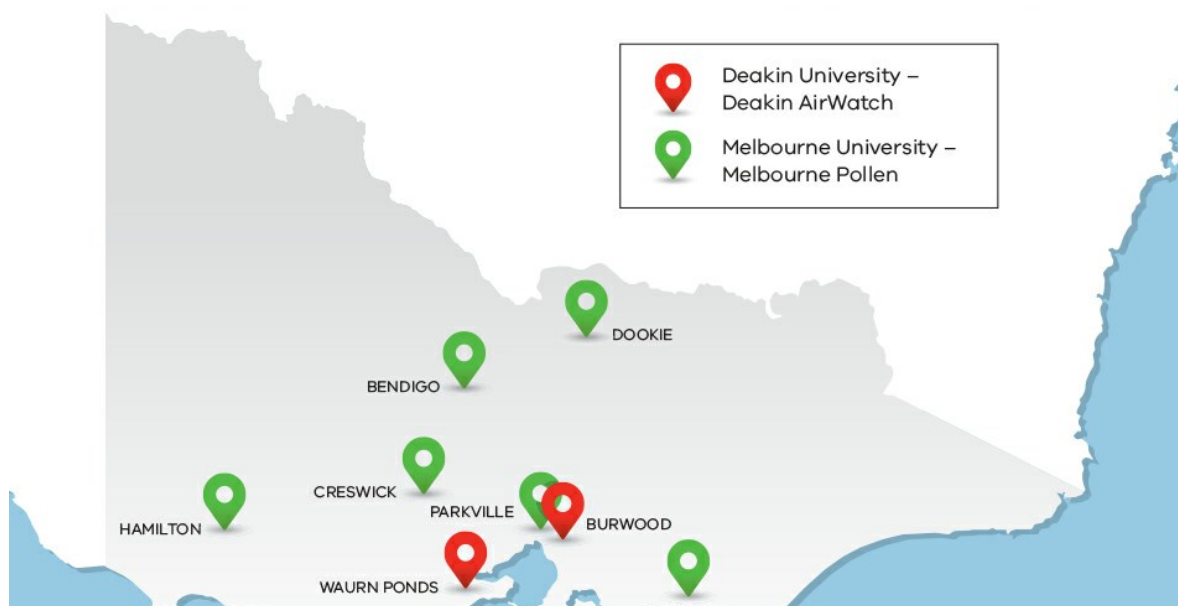 Deakin University –
Deakin AirWatch
Melbourne University –
Melbourne Pollen
DOOKIE
BENDIGO
CRESWICK
PARKVILLE
HAMILTON
BURWOOD
WAURN PONDS